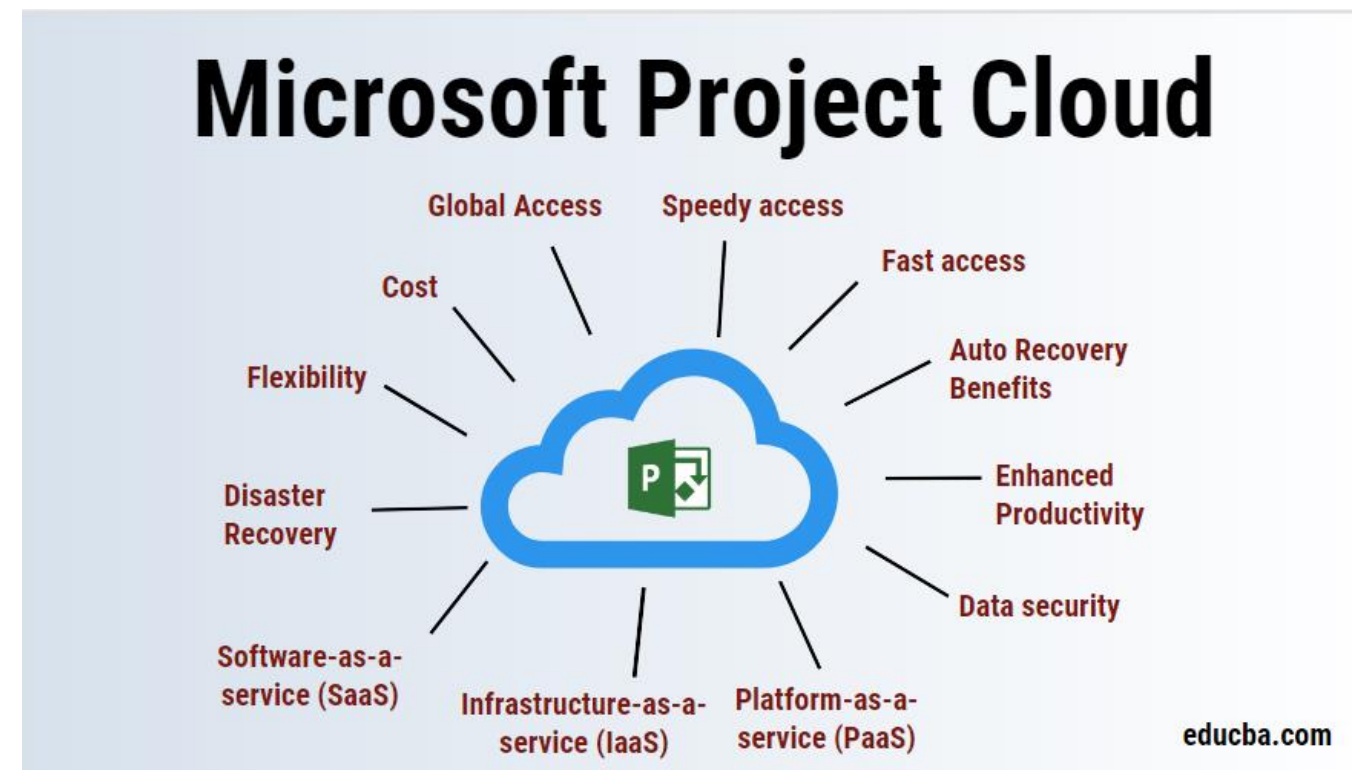 Microsoft Project Cloud
Global Access
Speedy access
Fast access
Cost
Auto Recovery
Benefits
Flexibility
P
Enhanced
Productivity
Disaster
Recovery
Data security
Software-as-a-
service (SaaS)
Infrastructure-as-a-
service (IaaS)
Platform-as-a-
service (PaaS)
educba.com